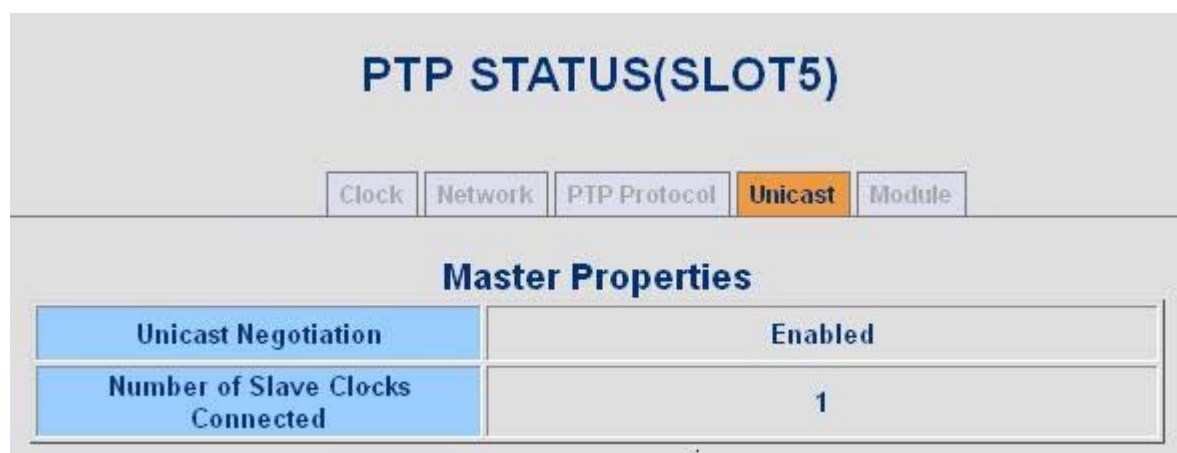 PTP STATUS(SLOT5)
Clock Network PTP Protocol Unicast Module
Master Properties
Unicast Negotiation Enabled
Number of Slave Clocks
Connected 1